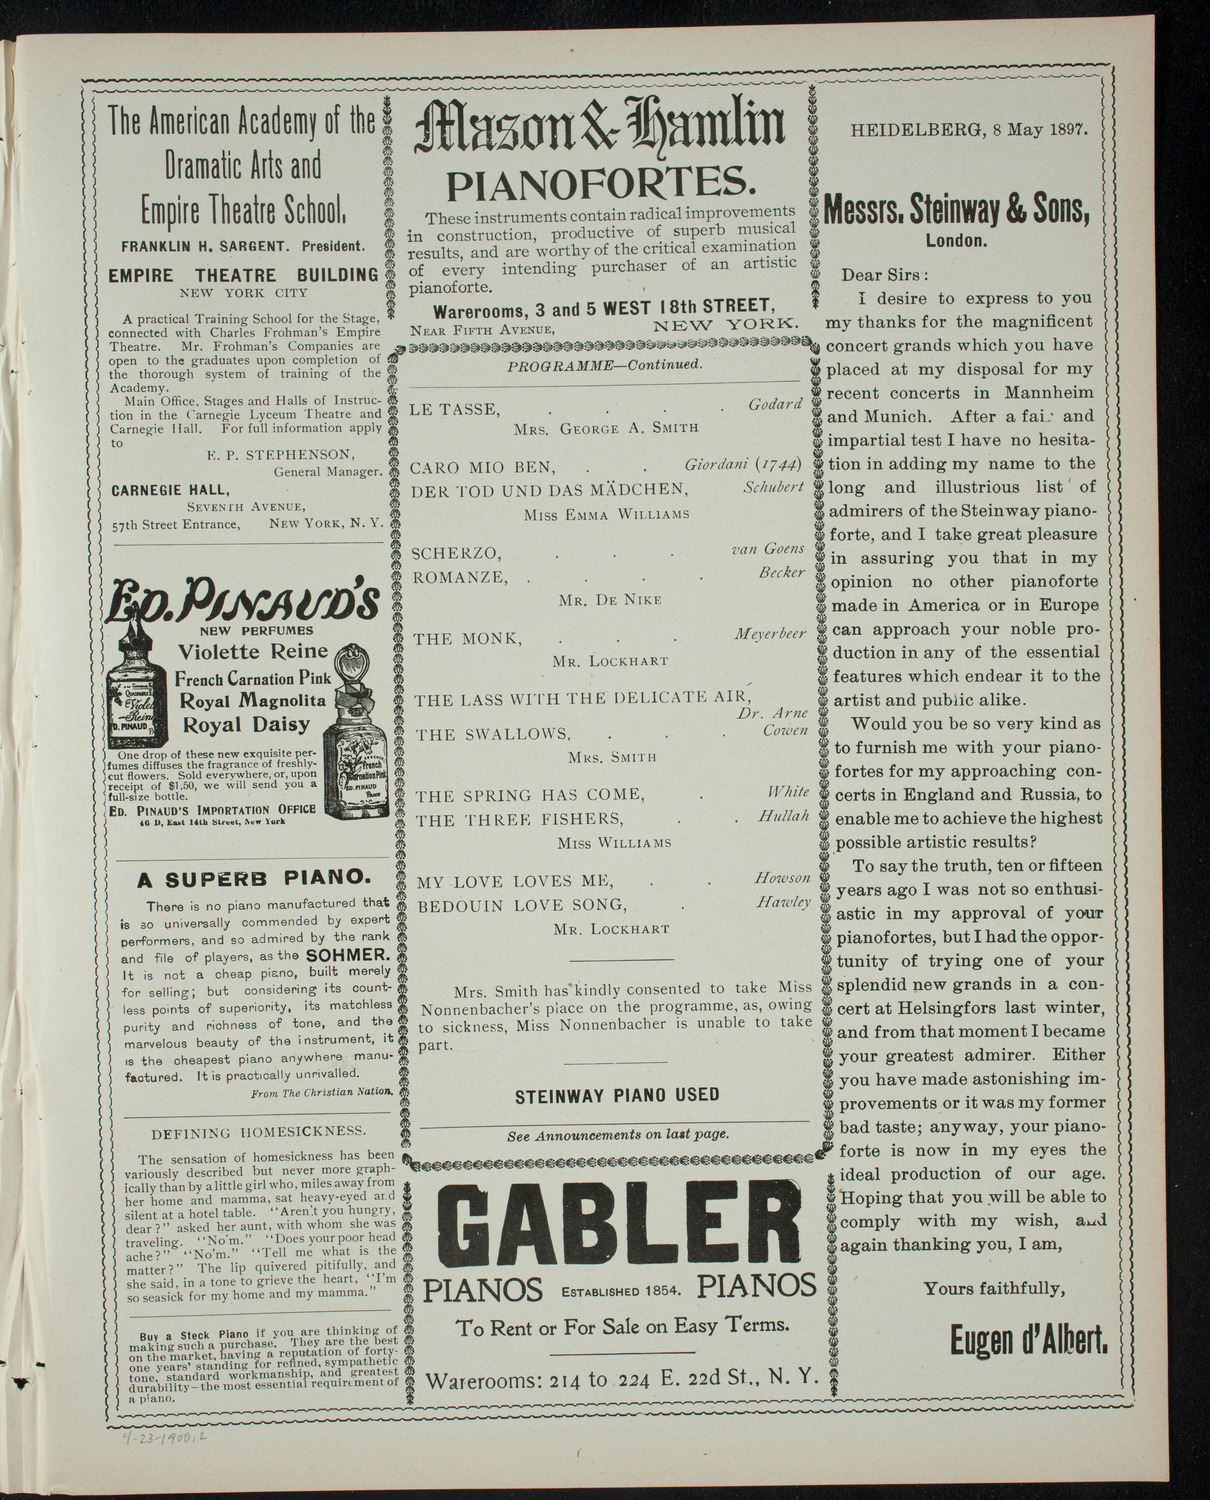 The American Academy of the
Dramatic Arts and
Empire Theatre School.
FRANKLIN H. SARGENT. President.
EMPIRE THEATRE BUILDING
NEW YORK CITY
A practical Training School for the Stage,
connected with Charles Frohman's Empire
Theatre. Mr. Frohman's Companies are
open to the graduates upon completion of
the thorough system of training of the
Academy.
Main Office, Stages and Halls of Instruc-
tion in the Carnegie Lyceum Theatre and
Carnegie Hall. For full information apply
to
E. P. STEPHENSON,
General Manager.
CARNEGIE HALL,
SEVENTH AVENUE,
57th Street Entrance, NEW YORK, N. Y.
ED. PINAUD'S
NEW PERFUMES
Violette Reine
French Carnation Pink
Royal Magnolita
Royal Daisy
One drop of these new exquisite per-
fumes diffuses the fragrance of freshly-
cut flowers. Sold everywhere, or, upon
receipt of $1.50, we will send you a
full-size bottle.
ED. PINAUD'S IMPORTATION OFFICE
46 D, East 14th Street, New York
A SUPERB PIANO.
There is no piano manufactured that
is so universally commended by expert
performers, and so admired by the rank
and file of players, as the SOHMER.
It is not a cheap piano, built merely
for selling; but considering its count-
less points of superiority, its matchless
purity and richness of tone, and the
marvelous beauty of the instrument, it
is the cheapest piano anywhere manu-
factured. It is practically unrivalled.
From The Christian Nation.
DEFINING HOMESICKNESS.
The sensation of homesickness has been
variously described but never more graph-
ically than by a little girl who, miles away from
her home and mamma, sat heavy-eyed and
silent at a hotel table. "Aren't you hungry,
dear?" asked her aunt, with whom she was
traveling. "No'm." "Does your poor head
ache?" "No'm." "Tell me what is the
matter?" The lip quivered pitifully, and
she said, in a tone to grieve the heart, "I'm
so seasick for my home and my mamma."
Buy a Steck Piano if you are thinking of
making such a purchase. They are the best
on the market, having a reputation of forty-
one years' standing for refined, sympathetic
tone, standard workmanship, and greatest
durability—the most essential requirement of
a piano.
Mason & Hamlin
PIANOFORTES.
These instruments contain radical improvements
in construction, productive of superb musical
results, and are worthy of the critical examination
of every intending purchaser of an artistic
pianoforte.
Warerooms, 3 and 5 WEST 18th STREET,
NEAR FIFTH AVENUE, NEW YORK.
PROGRAMME—Continued.
LE TASSE, . . . . Godard
MRS. GEORGE A. SMITH
CARO MIO BEN, . . Giordani (1744)
DER TOD UND DAS MÄDCHEN, Schubert
MISS EMMA WILLIAMS
SCHERZO, . . . van Goens
ROMANZE, . . . . Becker
MR. DE NIKE
THE MONK, . . . Meyerbeer
MR. LOCKHART
THE LASS WITH THE DELICATE AIR,
Dr. Arne
THE SWALLOWS, . . . Cowen
MRS. SMITH
THE SPRING HAS COME, . White
THE THREE FISHERS, . . Hullah
MISS WILLIAMS
MY LOVE LOVES ME, . . Howson
BEDOUIN LOVE SONG, . Hawley
MR. LOCKHART
Mrs. Smith has kindly consented to take Miss
Nonnenbacher's place on the programme, as, owing
to sickness, Miss Nonnenbacher is unable to take
part.
STEINWAY PIANO USED
See Announcements on last page.
GABLER
PIANOS ESTABLISHED 1854. PIANOS
To Rent or For Sale on Easy Terms.
Warerooms: 214 to 224 E. 22d St., N. Y.
HEIDELBERG, 8 May 1897.
Messrs. Steinway & Sons,
London.
Dear Sirs:
I desire to express to you
my thanks for the magnificent
concert grands which you have
placed at my disposal for my
recent concerts in Mannheim
and Munich. After a fair and
impartial test I have no hesita-
tion in adding my name to the
long and illustrious list of
admirers of the Steinway piano-
forte, and I take great pleasure
in assuring you that in my
opinion no other pianoforte
made in America or in Europe
can approach your noble pro-
duction in any of the essential
features which endear it to the
artist and public alike.
Would you be so very kind as
to furnish me with your piano-
fortes for my approaching con-
certs in England and Russia, to
enable me to achieve the highest
possible artistic results?
To say the truth, ten or fifteen
years ago I was not so enthusi-
astic in my approval of your
pianofortes, but I had the oppor-
tunity of trying one of your
splendid new grands in a con-
cert at Helsingfors last winter,
and from that moment I became
your greatest admirer. Either
you have made astonishing im-
provements or it was my former
bad taste; anyway, your piano-
forte is now in my eyes the
ideal production of our age.
Hoping that you will be able to
comply with my wish, and
again thanking you, I am,
Yours faithfully,
Eugen d'Albert.
4-23-1900,2